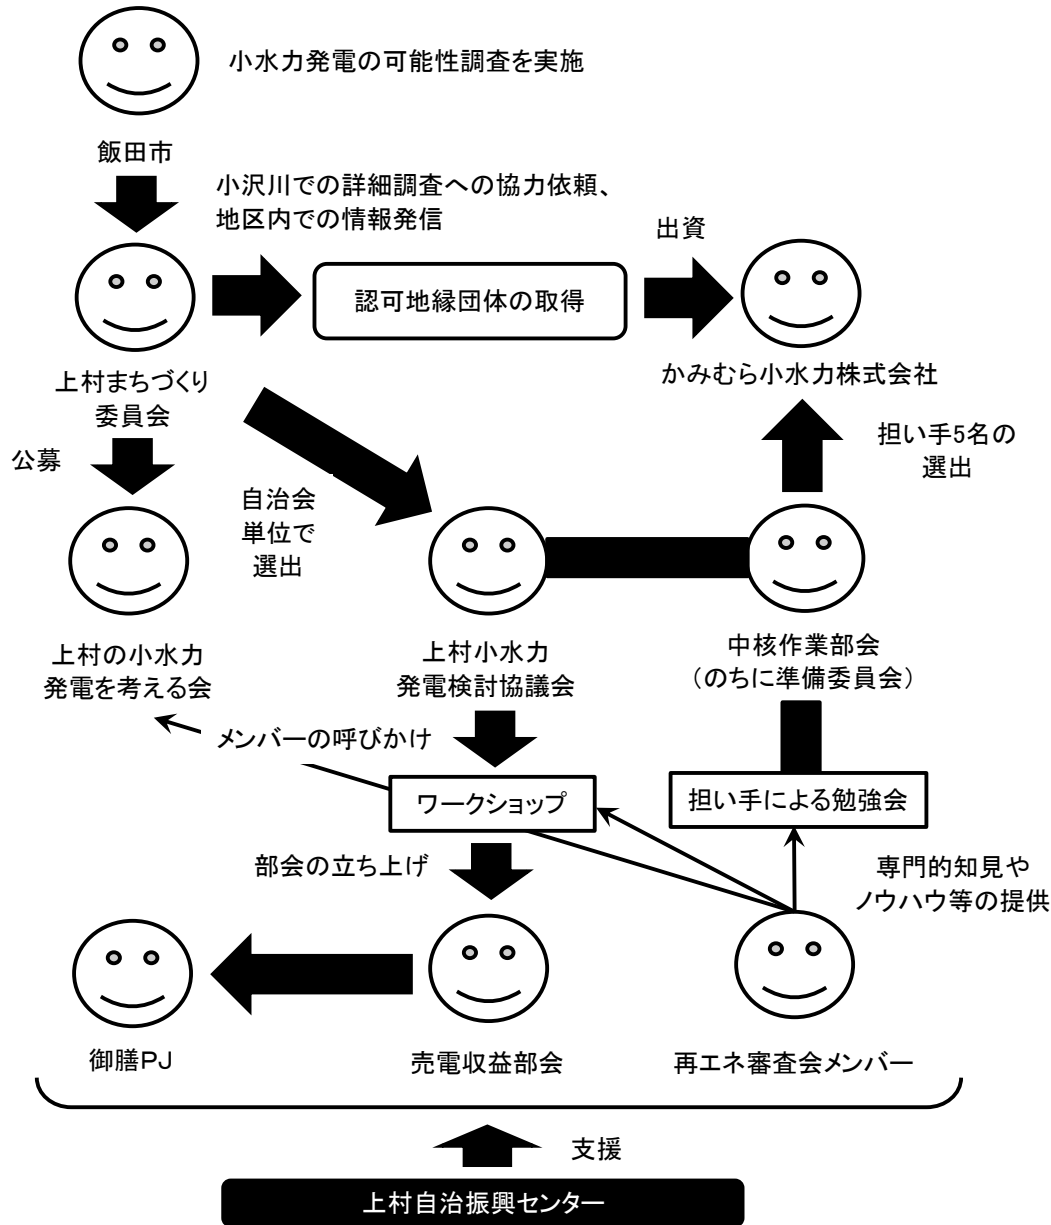 小水力発電の可能性調査を実施
飯田市
小沢川での詳細調査への協力依頼、
地区内での情報発信
出資
認可地縁団体の取得
上村まちづくり
委員会
かみむら小水力株式会社
公募
担い手5名の
選出
自治会
単位で
選出
上村の小水力
発電を考える会
上村小水力
発電検討協議会
中核作業部会
（のちに準備委員会）
メンバーの呼びかけ
ワークショップ
担い手による勉強会
部会の立ち上げ
専門的知見や
ノウハウ等の提供
御膳ＰＪ
売電収益部会
再エネ審査会メンバー
支援
上村自治振興センター